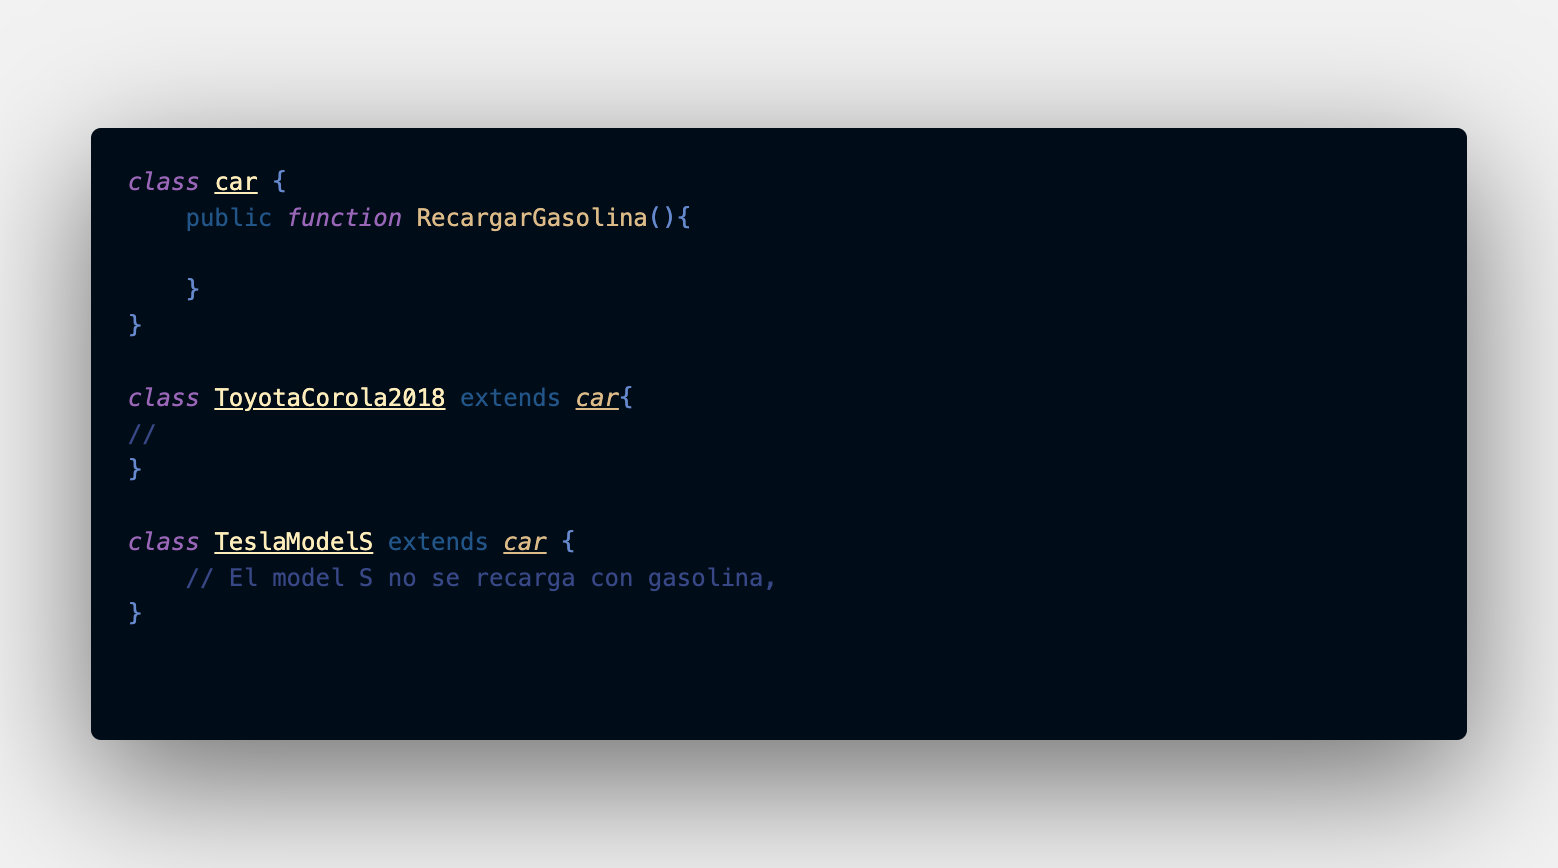 class car {
    public function RecargarGasolina(){
    }
}
class ToyotaCorola2018 extends car{
//
}
class TeslaModelS extends car {
    // El model S no se recarga con gasolina,
}